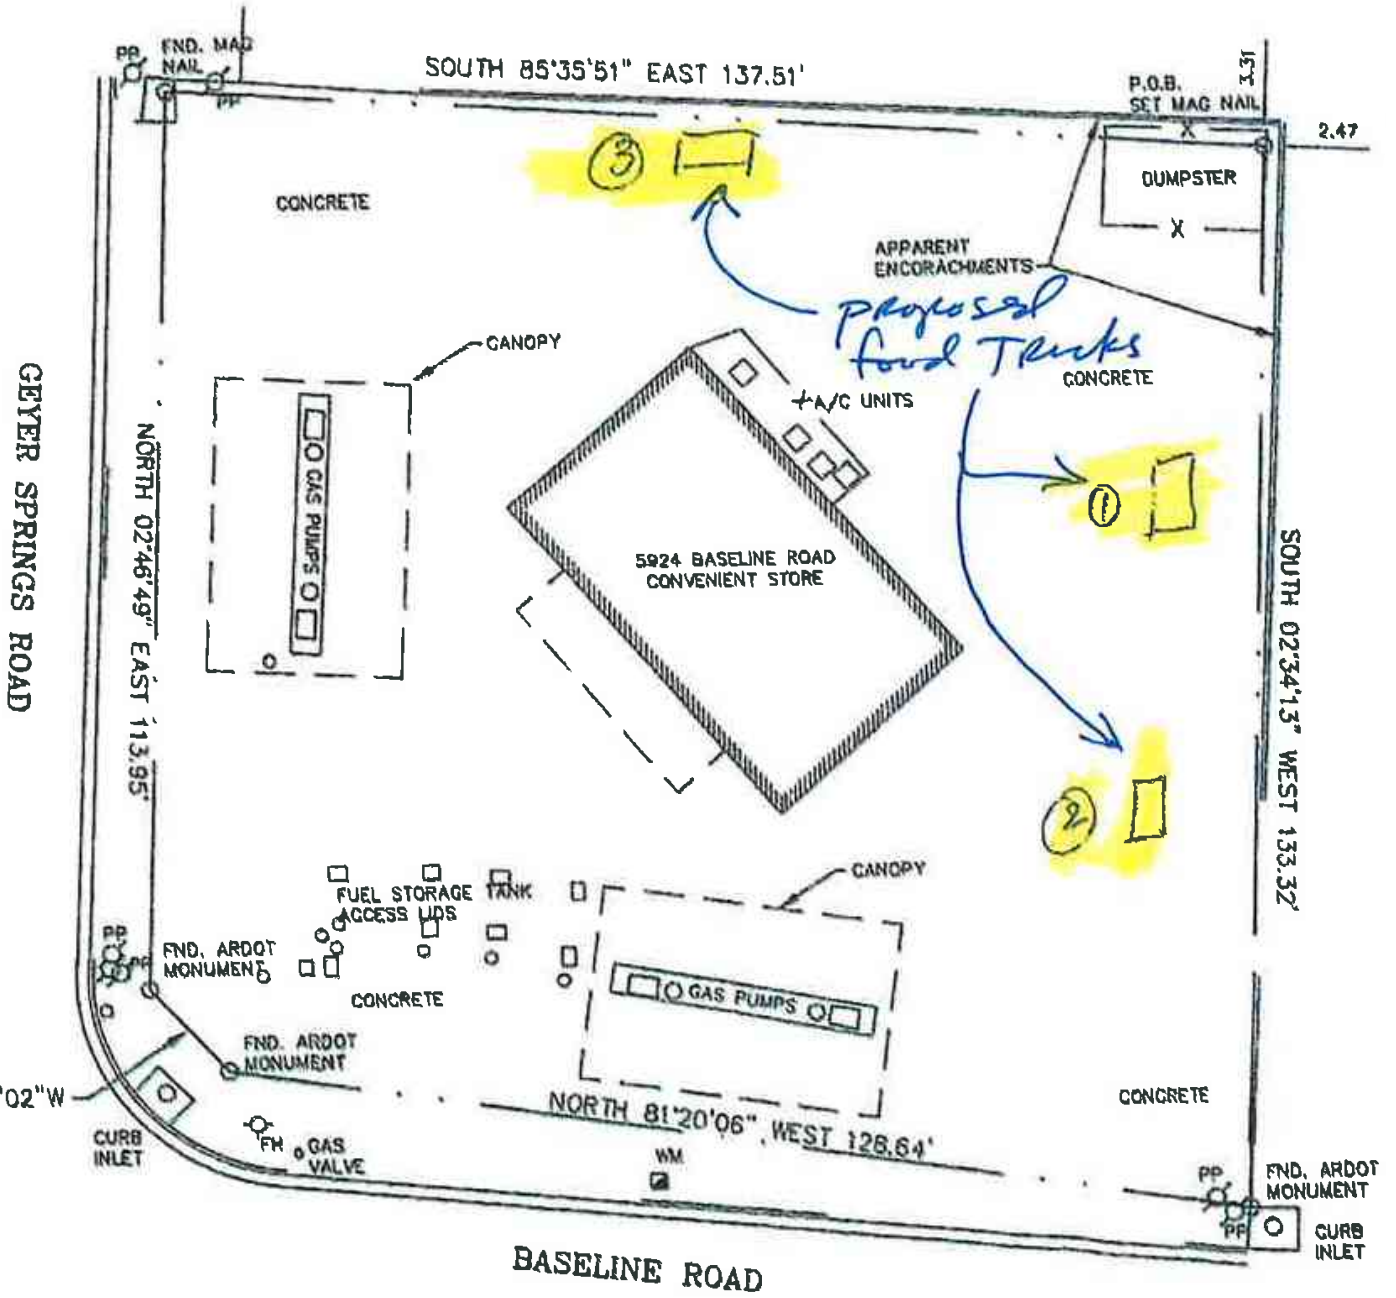 PP
FND. MAG
NAIL
PP
SOUTH 85°35'51" EAST 137.51'
P.O.B.
SET MAG NAIL
3.31
2.47
X
DUMPSTER
X
3
CONCRETE
APPARENT
ENCORACHMENTS
proposed
food Trucks
CONCRETE
CANOPY
A/C UNITS
GEYER SPRINGS ROAD
NORTH 02°46'49" EAST 113.95'
GAS PUMPS
1
5924 BASELINE ROAD
CONVENIENT STORE
SOUTH 02°34'13" WEST 133.32'
2
CANOPY
FUEL STORAGE TANK
ACCESS LIDS
PP
PP
FND. ARDOT
MONUMENT
CONCRETE
GAS PUMPS
FND. ARDOT
MONUMENT
'02"W
CONCRETE
NORTH 81°20'06" WEST 126.64'
CURB
INLET
FH
GAS
VALVE
WM
PP
PP
FND. ARDOT
MONUMENT
CURB
INLET
BASELINE ROAD